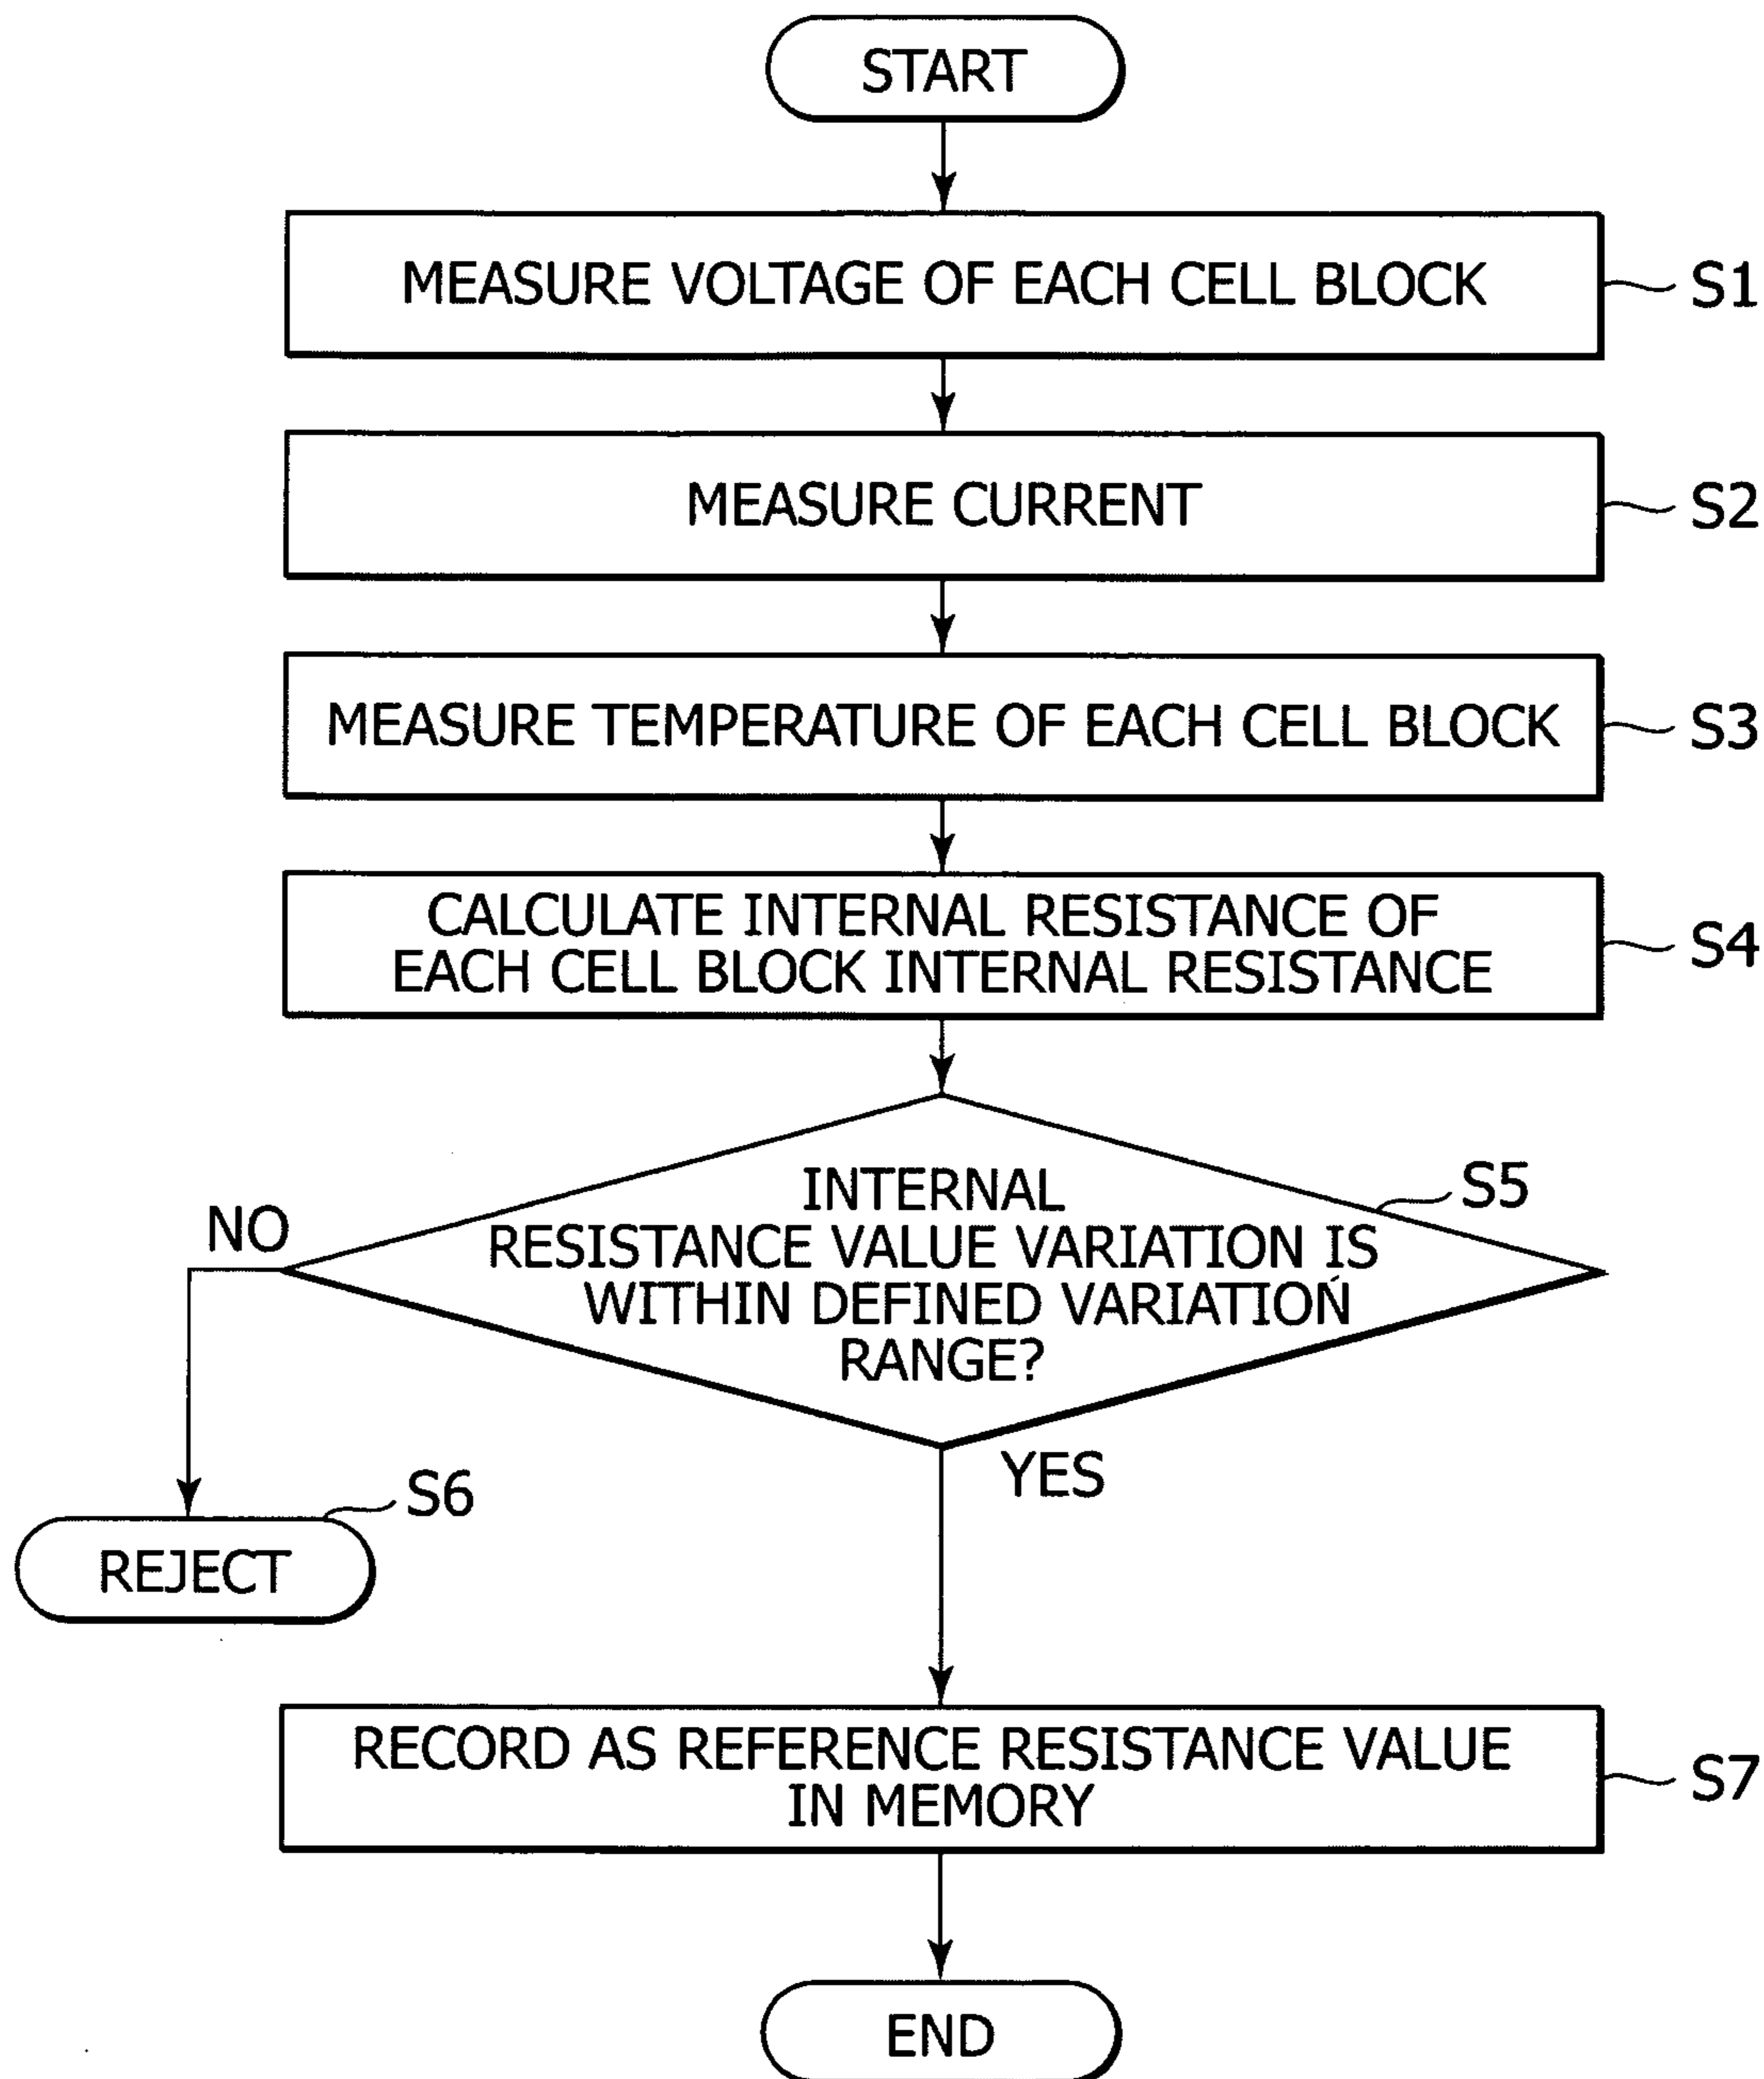 START
MEASURE VOLTAGE OF EACH CELL BLOCK
S1
MEASURE CURRENT
S2
MEASURE TEMPERATURE OF EACH CELL BLOCK
S3
CALCULATE INTERNAL RESISTANCE OF
EACH CELL BLOCK INTERNAL RESISTANCE
S4
INTERNAL
RESISTANCE VALUE VARIATION IS
WITHIN DEFINED VARIATION
RANGE?
S5
NO
YES
REJECT
S6
RECORD AS REFERENCE RESISTANCE VALUE
IN MEMORY
S7
END